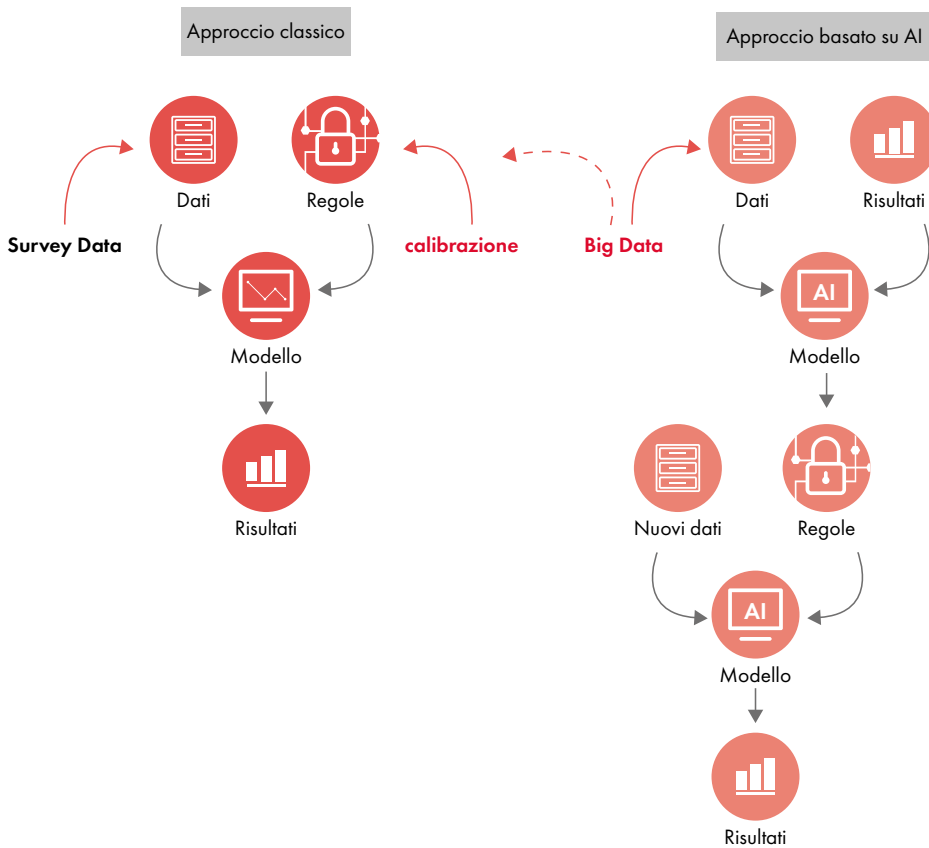 Approccio classico
Approccio basato su AI
Dati
Regole
Dati
Risultati
Survey Data
calibrazione
Big Data
AI
Modello
Modello
Risultati
Nuovi dati
Regole
AI
Modello
Risultati